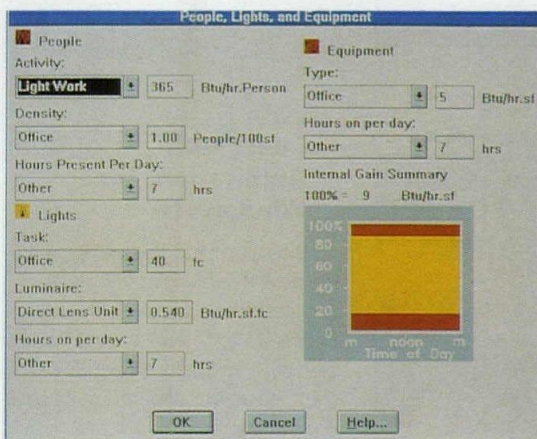 People, Lights, and Equipment
People
Activity:
Light Work
365
Btu/hr.Person
Density:
Office
1.00
People/100sf
Hours Present Per Day:
Other
7
hrs
Lights
Task:
Office
40
fc
Luminaire:
Direct Lens Unit
0.540
Btu/hr.sf.fc
Hours on per day:
Other
7
hrs
Equipment
Type:
Office
5
Btu/hr.sf
Hours on per day:
Other
7
hrs
Internal Gain Summary
100% = 9 Btu/hr.sf
100%
80
60
40
20
0
m noon m
Time of Day
OK
Cancel
Help...